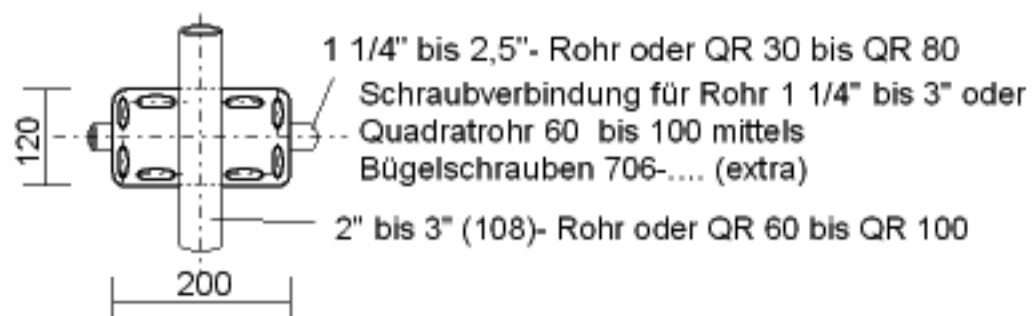 1 1/4" bis 2,5"- Rohr oder QR 30 bis QR 80
Schraubverbindung für Rohr 1 1/4" bis 3" oder
Quadratrohr 60 bis 100 mittels
Bügelschrauben 706-.... (extra)
2" bis 3" (108)- Rohr oder QR 60 bis QR 100
120
200